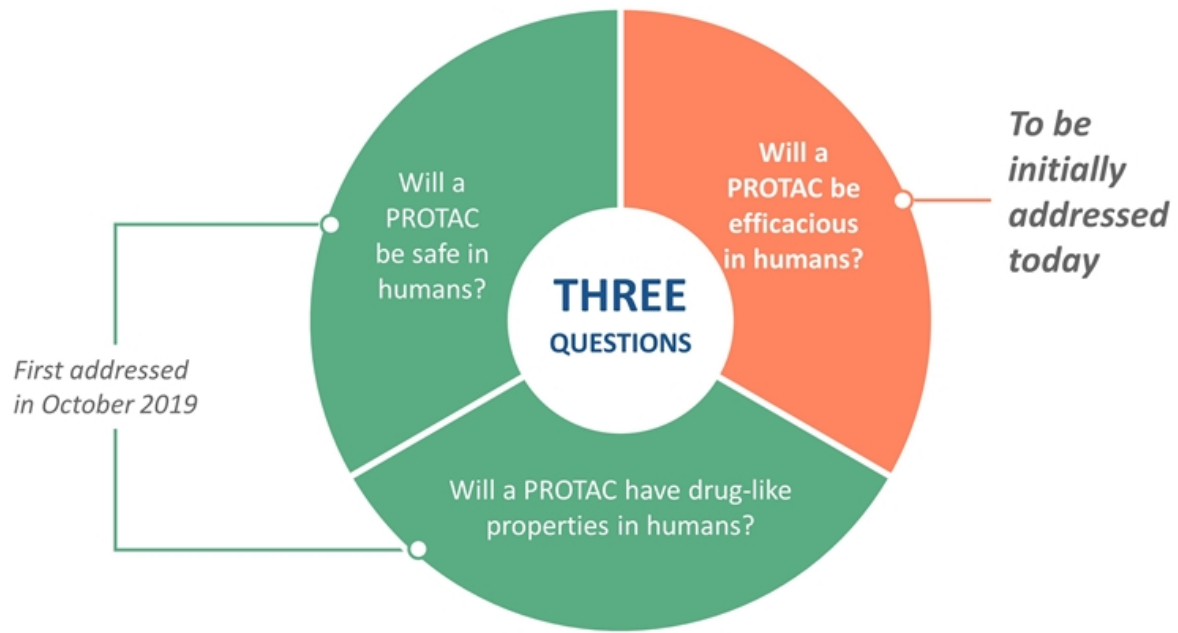 THREE
QUESTIONS
Will a
PROTAC
be safe in
humans?
Will a
PROTAC be
efficacious
in humans?
Will a PROTAC have drug-like
properties in humans?
First addressed
in October 2019
To be
initially
addressed
today